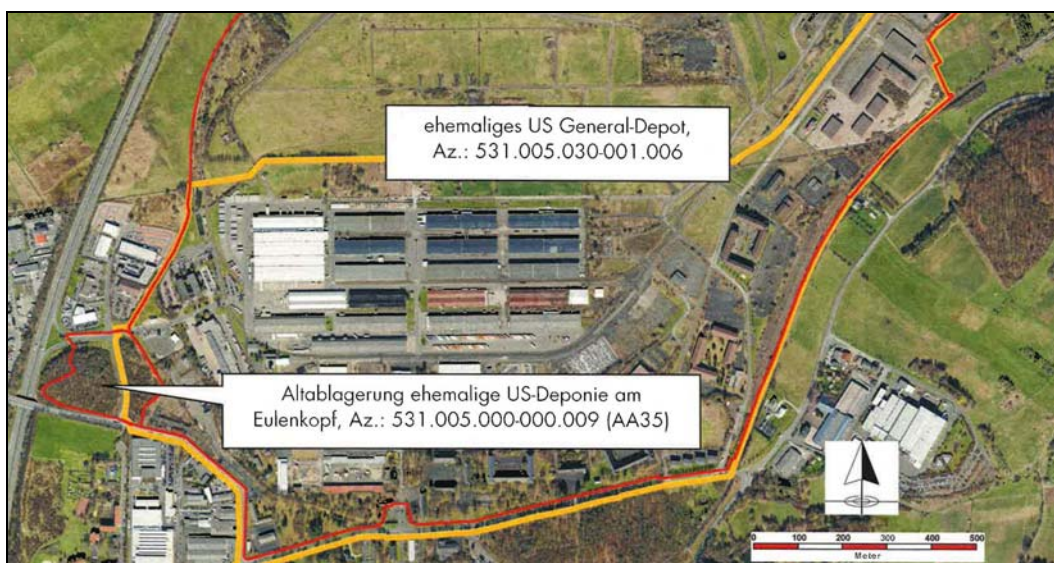 ehemaliges US General-Depot,
Az.: 531.005.030-001.006
Altablagerung ehemalige US-Deponie am
Eulenkopf, Az.: 531.005.000-000.009 (AA35)
0 100 200 300 400 500
Meter